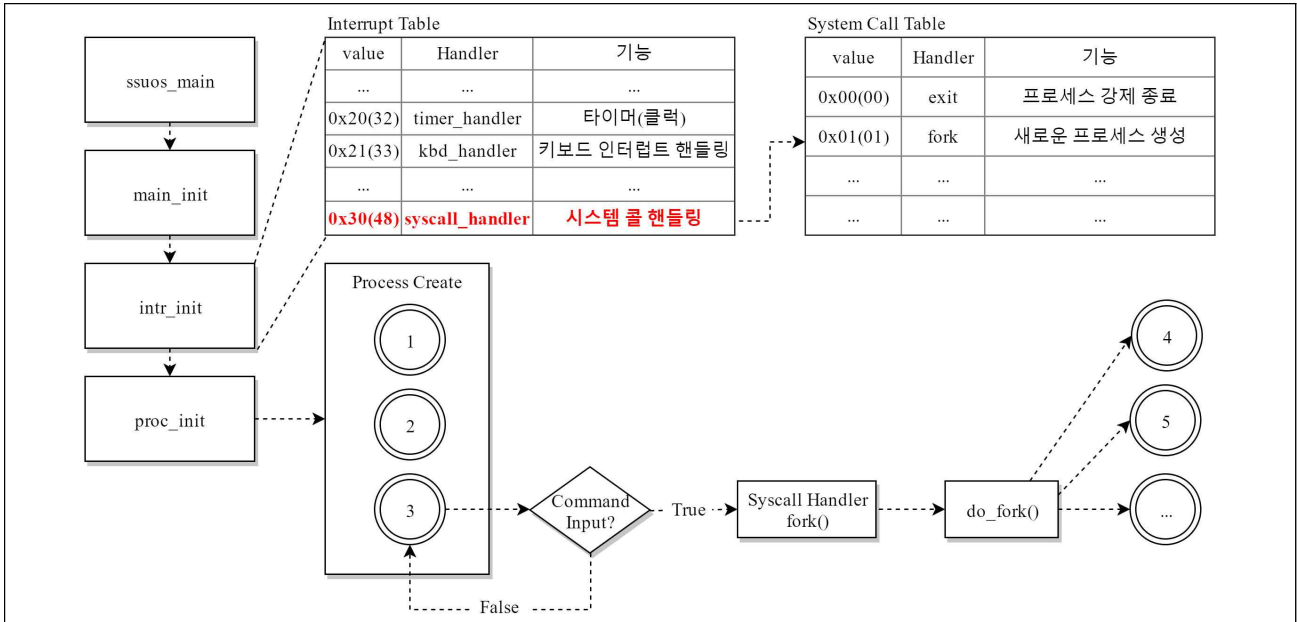 Interrupt Table
value Handler 기능
... ... ...
0x20(32) timer_handler 타이머(클럭)
0x21(33) kbd_handler 키보드 인터럽트 핸들링
... ... ...
0x30(48) syscall_handler 시스템 콜 핸들링
System Call Table
value Handler 기능
0x00(00) exit 프로세스 강제 종료
0x01(01) fork 새로운 프로세스 생성
... ... ...
... ... ...
ssuos_main
main_init
intr_init
proc_init
Process Create
1
2
3
Command
Input?
True
False
Syscall Handler
fork()
do_fork()
4
5
...